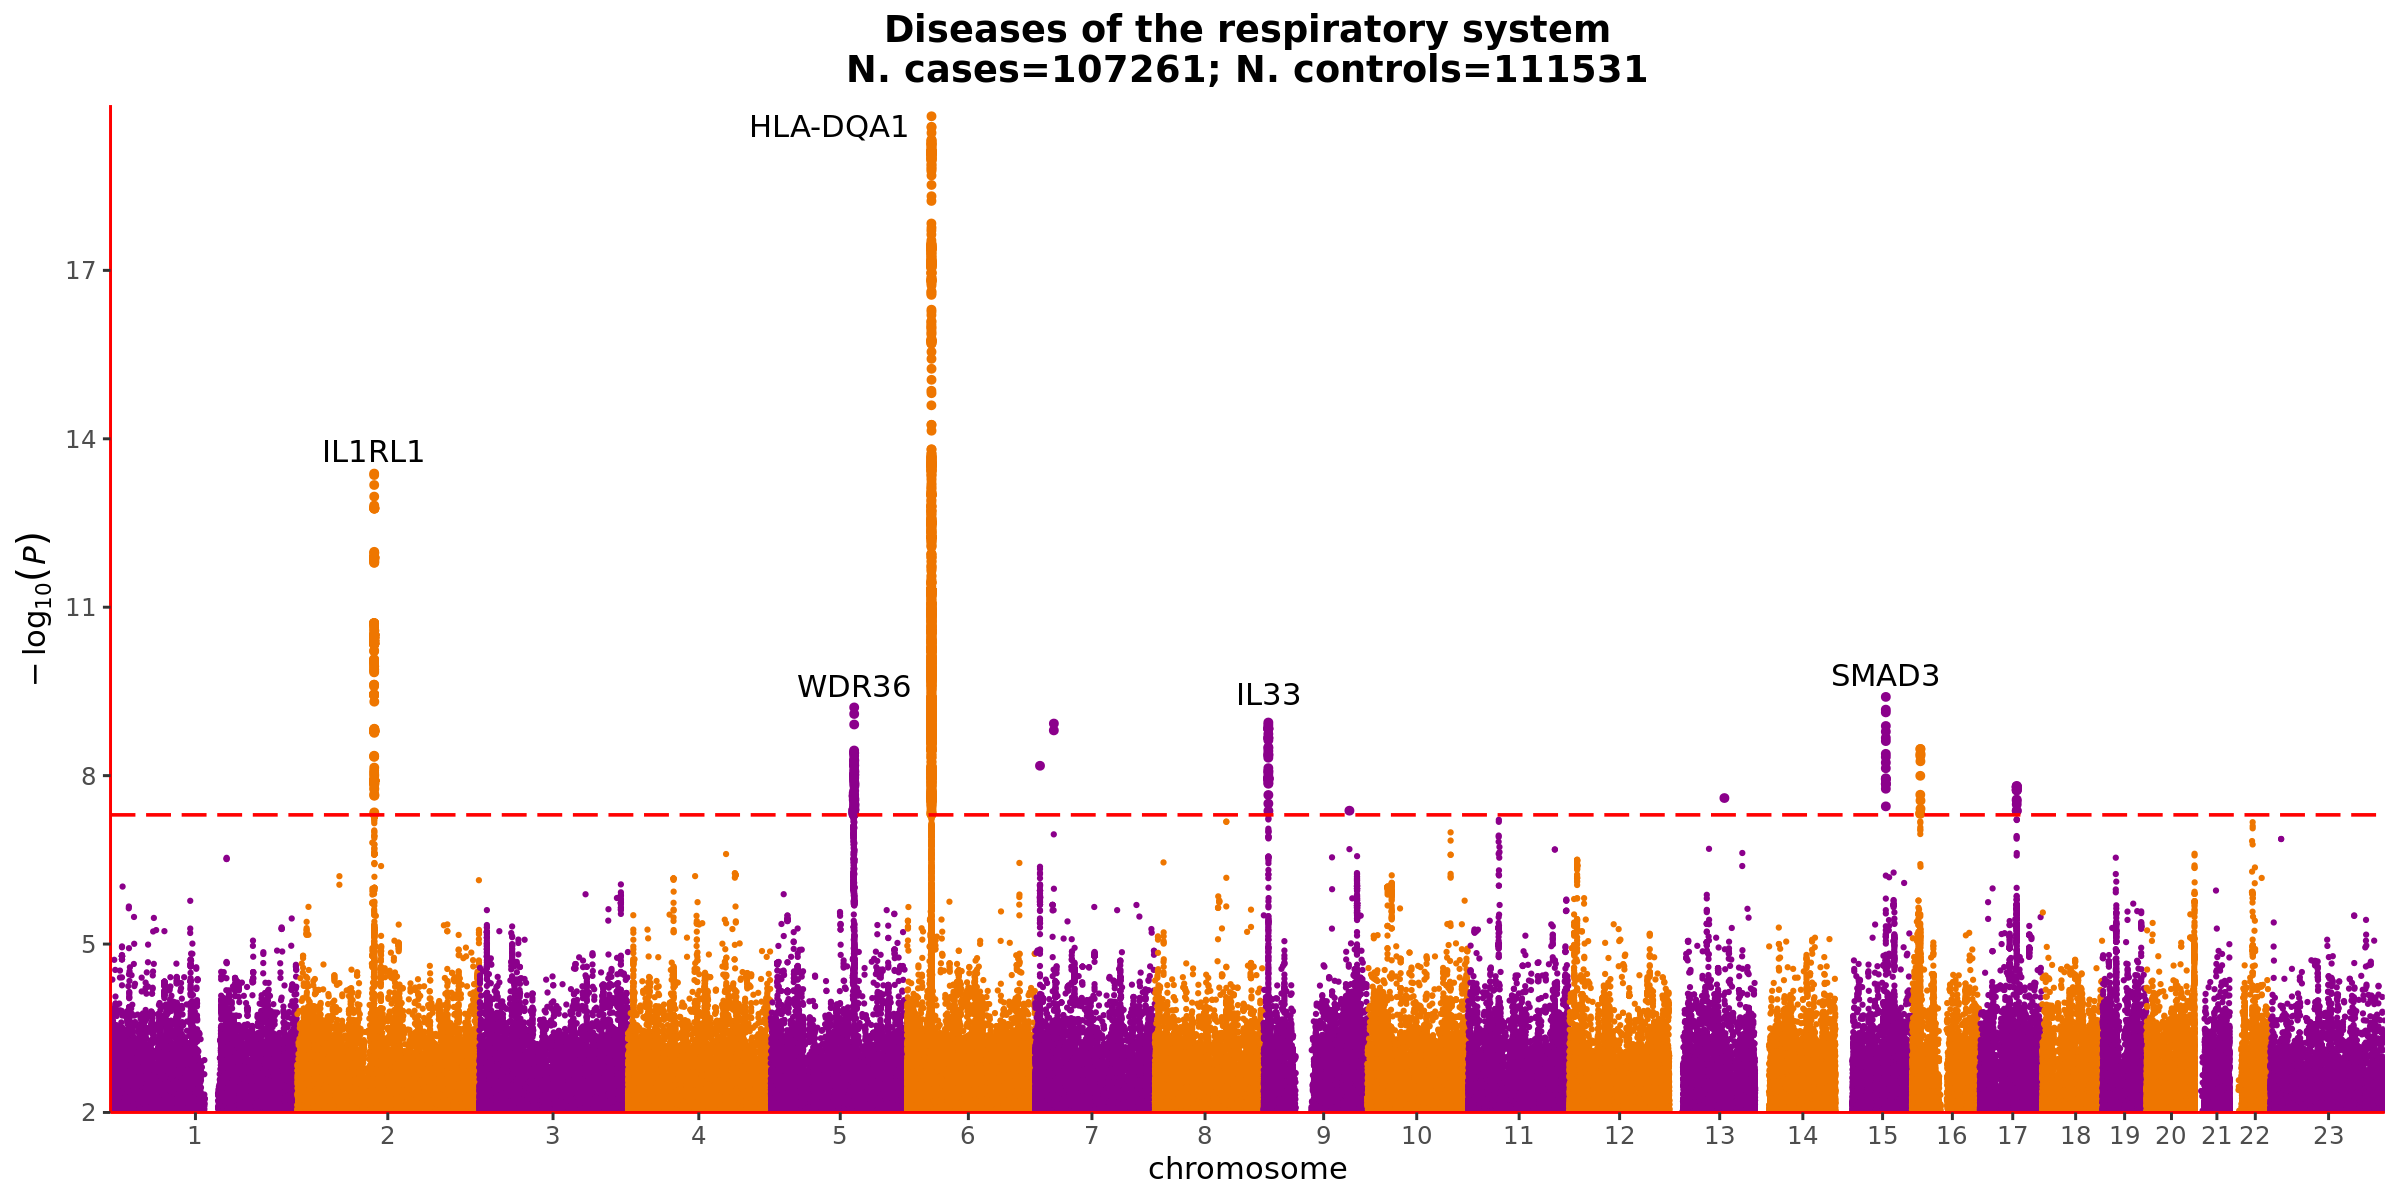 Diseases of the respiratory system
N. cases=107261; N. controls=111531
HLA-DQA1
17
14
IL1RL1
− log10(P)
11
WDR36
IL33
SMAD3
8
5
2
1 2 3 4 5 6 7 8 9 10 11 12 13 14 15 16 17 18 19 20 21 22 23
chromosome